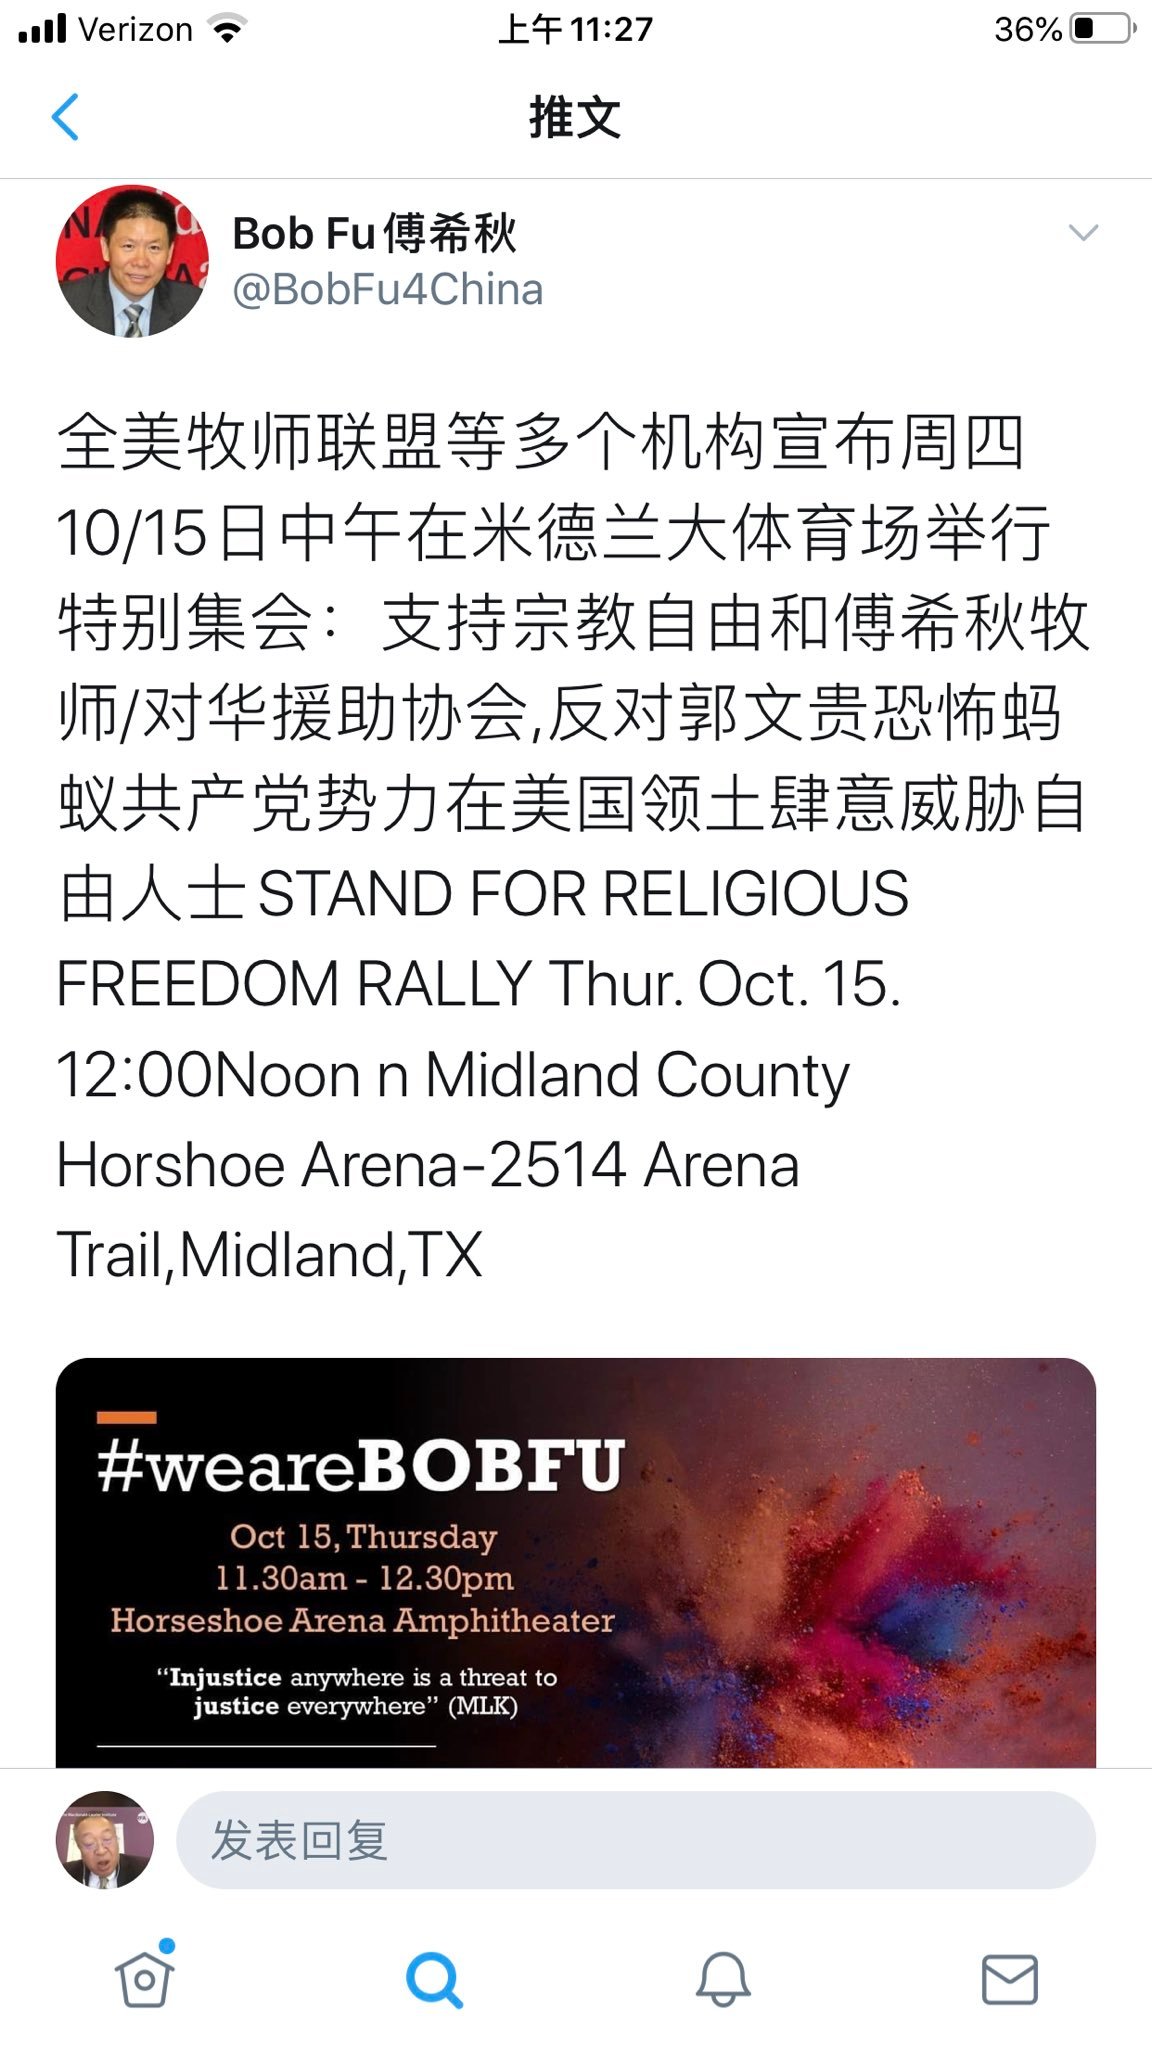 Verizon 上午11:27 36%
推文
Bob Fu傅希秋
@BobFu4China
全美牧师联盟等多个机构宣布周四
10/15日中午在米德兰大体育场举行
特别集会：支持宗教自由和傅希秋牧
师/对华援助协会,反对郭文贵恐怖蚂
蚁共产党势力在美国领土肆意威胁自
由人士STAND FOR RELIGIOUS
FREEDOM RALLY Thur. Oct. 15.
12:00Noon n Midland County
Horshoe Arena-2514 Arena
Trail,Midland,TX
#weareBOBFU
Oct 15, Thursday
11.30am - 12.30pm
Horseshoe Arena Amphitheater
“Injustice anywhere is a threat to
justice everywhere” (MLK)
发表回复